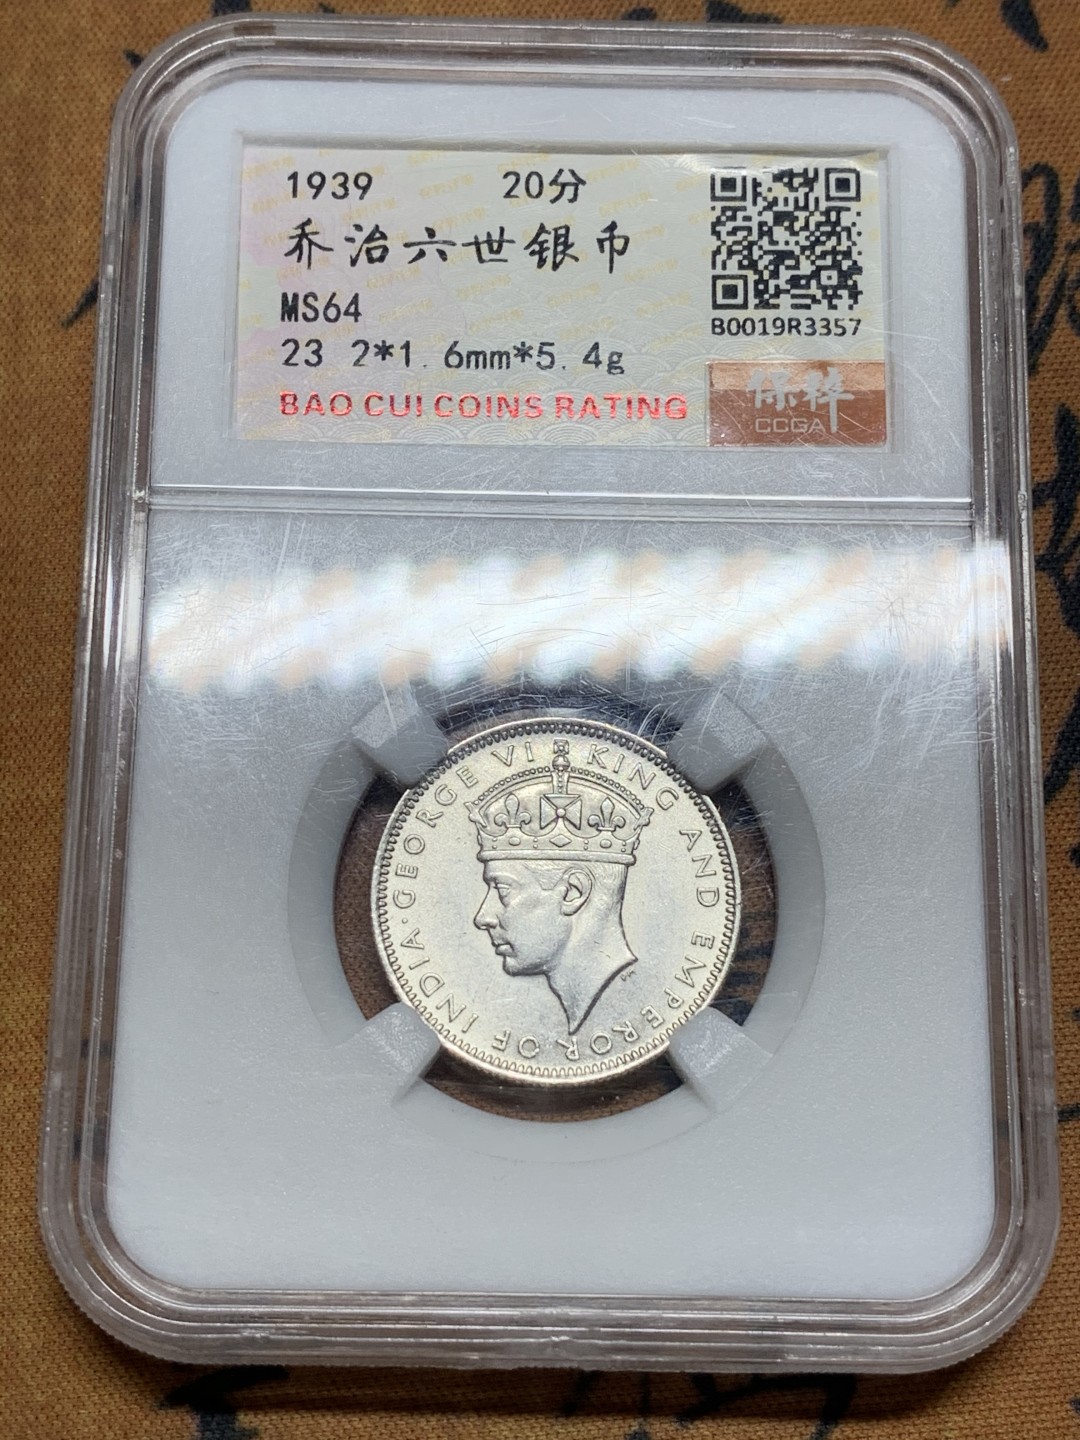 1939 20分
乔治六世银币
MS64
23 2*1. 6mm*5. 4g
BAO CUI COINS RATING
B0019R3357
保粹
CCGA
GEORGE VI KING AND EMPEROR OF INDIA·